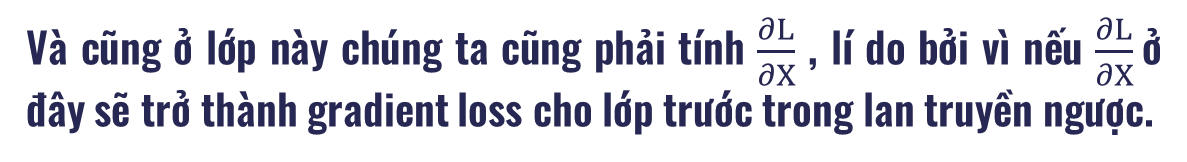 Và cũng ở lớp này chúng ta cũng phải tính ∂L/∂X , lí do bởi vì nếu ∂L/∂X ở
đây sẽ trở thành gradient loss cho lớp trước trong lan truyền ngược.